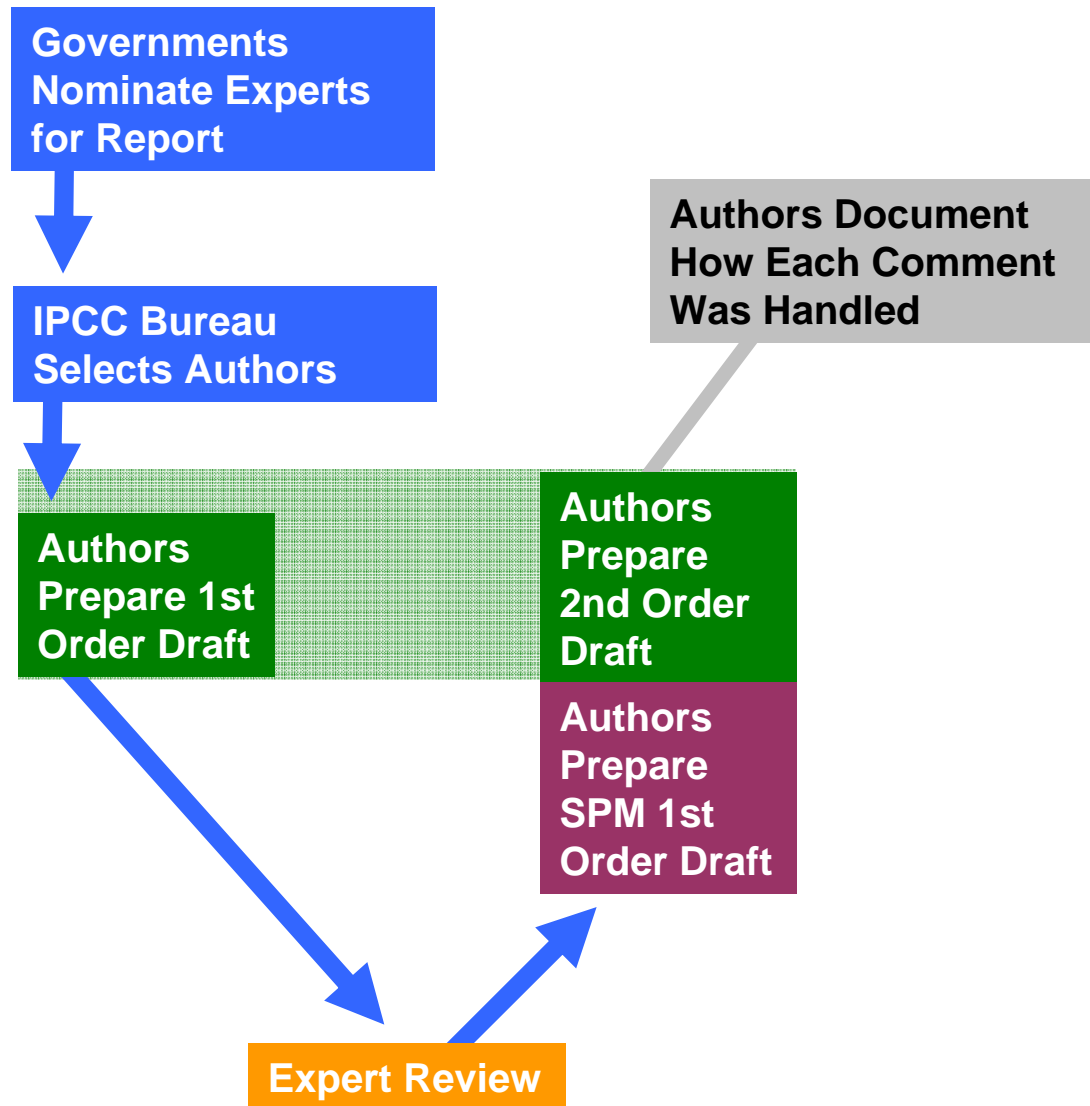 Governments
Nominate Experts
for Report
IPCC Bureau
Selects Authors
Authors
Prepare 1st
Order Draft
Expert Review
Authors
Prepare
2nd Order
Draft
Authors
Prepare
SPM 1st
Order Draft
Authors Document
How Each Comment
Was Handled